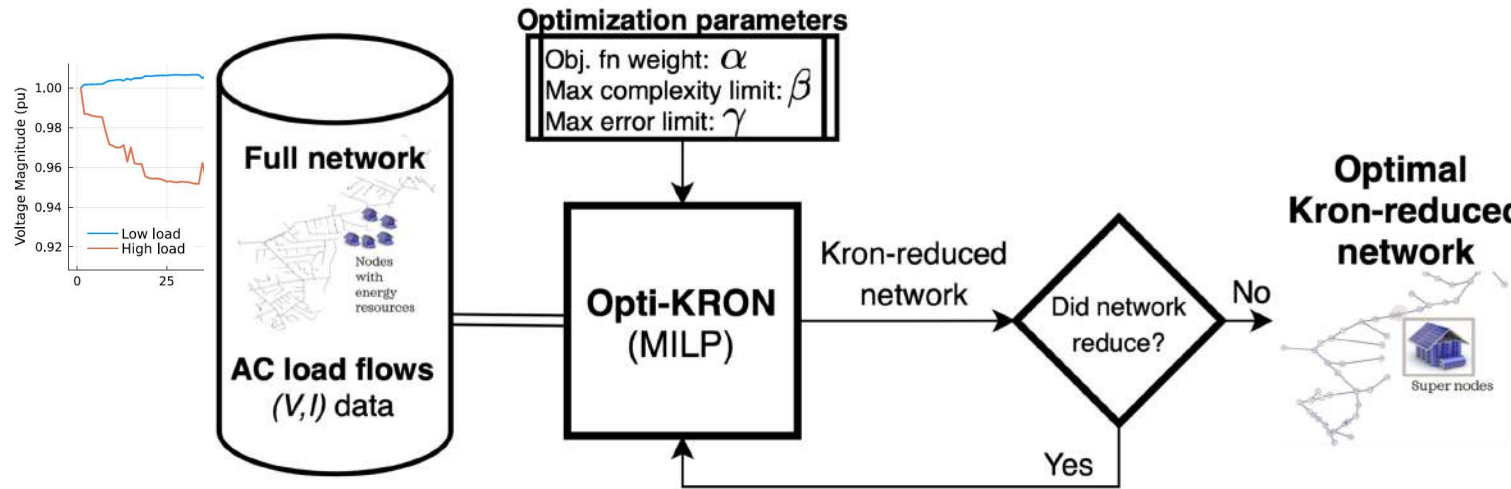 Optimization parameters
Obj. fn weight: α
Max complexity limit: β
Max error limit: γ
Voltage Magnitude (pu)
1.00
0.98
0.96
0.94
0.92
Low load
High load
0
25
Full network
Nodes
with
energy
resources
AC load flows
(V,I) data
Opti-KRON
(MILP)
Kron-reduced
network
Did network
reduce?
No
Yes
Optimal
Kron-reduced
network
Super nodes